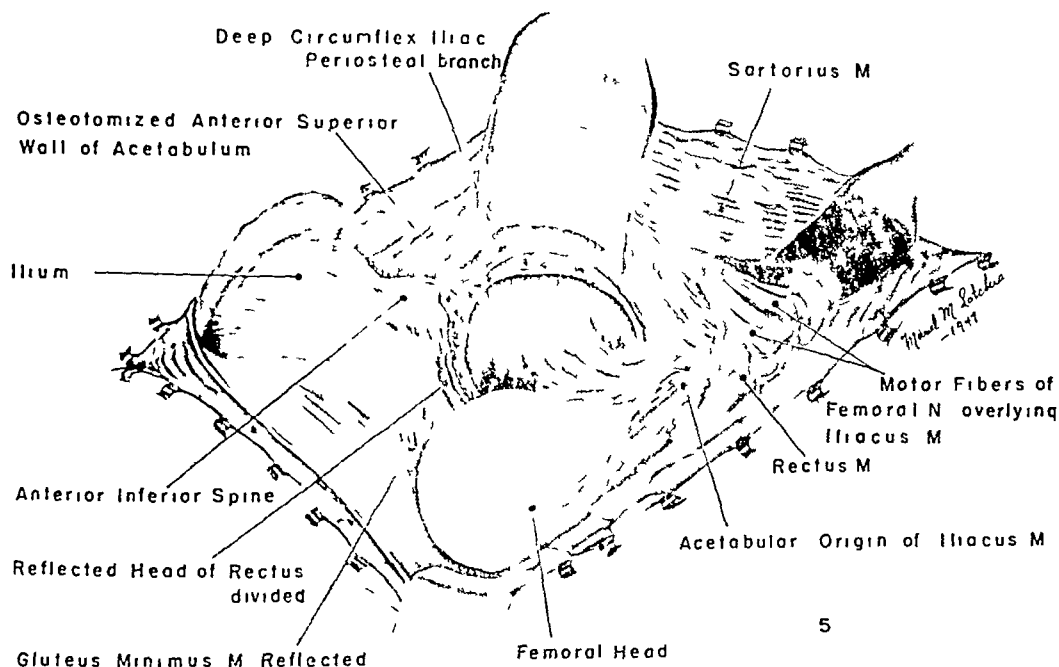 Deep Circumflex Iliac
Periosteal branch
Sartorius M
Osteotomized Anterior Superior
Wall of Acetabulum
Ilium
Motor Fibers of
Femoral N overlying
Iliacus M
Rectus M
Anterior Inferior Spine
Acetabular Origin of Iliacus M
Reflected Head of Rectus
divided
5
Femoral Head
Gluteus Minimus M Reflected